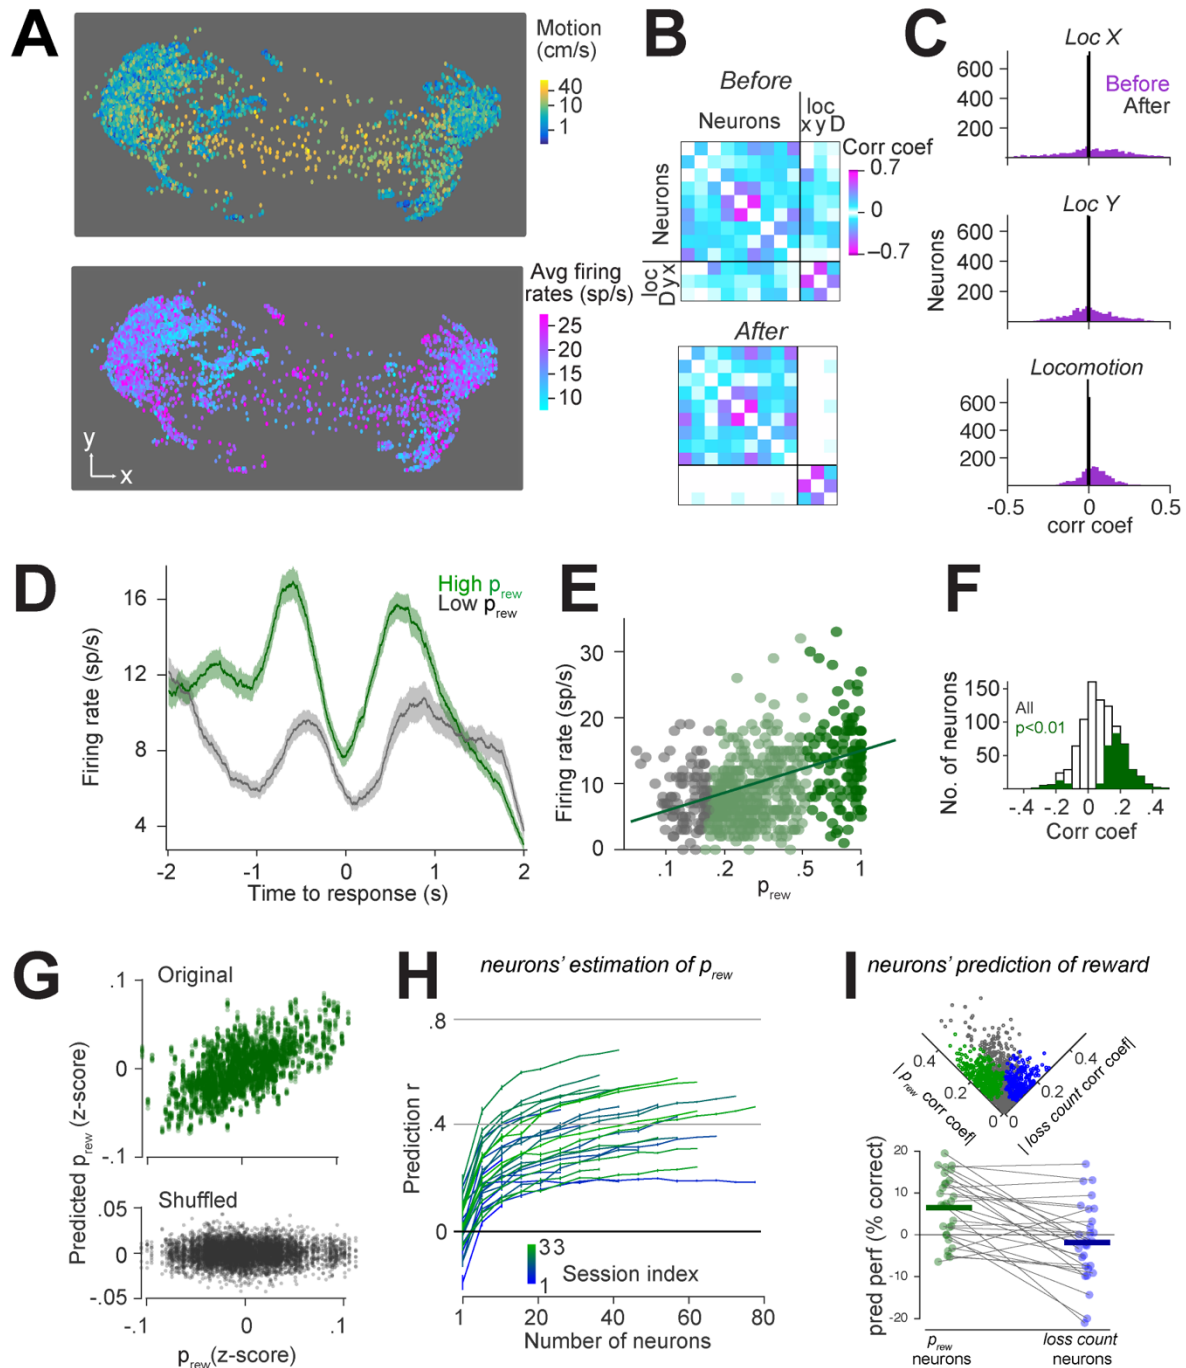 A
Motion
(cm/s)
40
10
1
Avg firing
rates (sp/s)
25
20
15
10
y
x
B
Before
Neurons
loc
x y D
Corr coef
0.7
0
–0.7
Neurons
loc
D y x
After
C
Loc X
Before
After
600
400
200
Loc Y
600
400
200
Neurons
Locomotion
600
400
200
-0.5
0
0.5
corr coef
D
High p_rew
Low p_rew
Firing rate (sp/s)
16
12
8
4
-2
-1
0
1
2
Time to response (s)
E
Firing rate (sp/s)
30
20
10
0
.1
.2
.5
1
p_rew
F
No. of neurons
150
100
50
All
p<0.01
-.4
-.2
0
.2
.4
Corr coef
G
Original
.1
0
-.1
Predicted p_rew (z-score)
Shuffled
.05
0
-.05
-.1
0
.1
p_rew(z-score)
H
neurons' estimation of p_rew
.8
.4
0
Prediction r
33
1
Session index
1
20
40
60
80
Number of neurons
I
neurons' prediction of reward
0.4
0.2
0
0
0.2
0.4
| p_rew corr coef|
| loss count corr coef|
pred perf (% correct)
20
10
0
-10
-20
p_rew
neurons
loss count
neurons